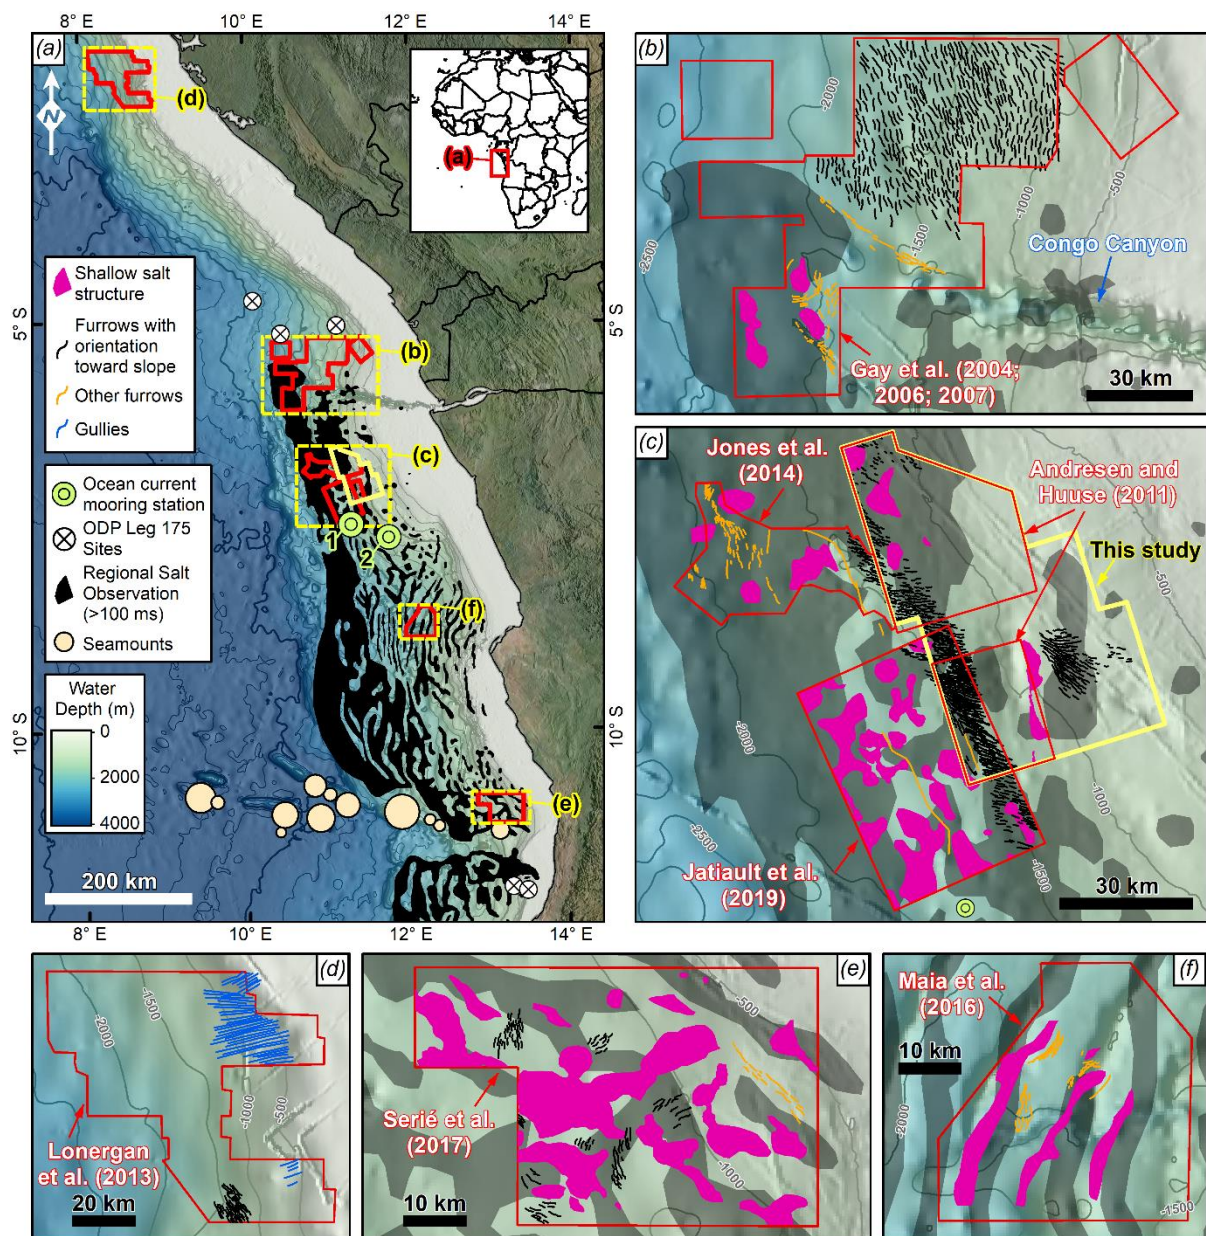 8° E
10° E
12° E
14° E
(a)
N
(d)
(a)
Shallow salt
structure
Furrows with
orientation
toward slope
Other furrows
Gullies
5° S
5° S
(b)
(c)
Ocean current
mooring station
ODP Leg 175
Sites
Regional Salt
Observation
(>100 ms)
Seamounts
1
2
(f)
Water
Depth (m)
0
2000
4000
10° S
10° S
(e)
200 km
8° E
10° E
12° E
14° E
(b)
-2000
-500
-1000
-1500
-2500
Congo Canyon
Gay et al. (2004;
2006; 2007)
30 km
(c)
Jones et al.
(2014)
Andresen and
Huuse (2011)
This study
-500
-2000
-1000
-2500
-1500
Jatiault et al.
(2019)
30 km
(d)
-1500
-2000
-500
-1000
Lonergan
et al. (2013)
20 km
(e)
-500
Serié et al.
(2017)
-1000
10 km
(f)
Maia et al.
(2016)
10 km
-2000
-1500